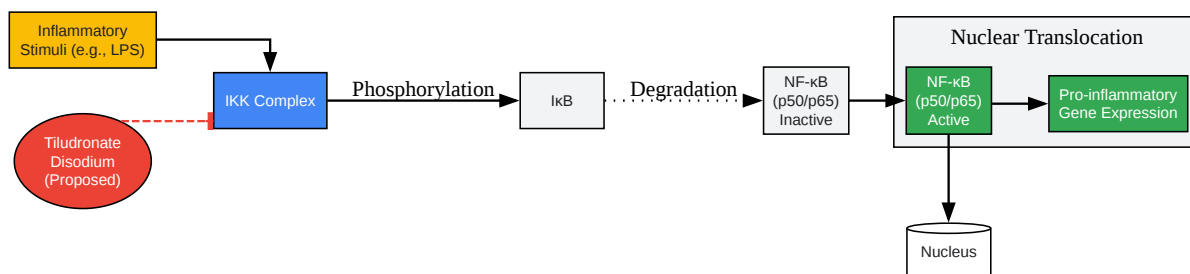 Inflammatory
Stimuli (e.g., LPS)
IKK Complex
Tiludronate
Disodium
(Proposed)
Phosphorylation
IκB
Degradation
NF-κB
(p50/p65)
Inactive
Nuclear Translocation
NF-κB
(p50/p65)
Active
Pro-inflammatory
Gene Expression
Nucleus